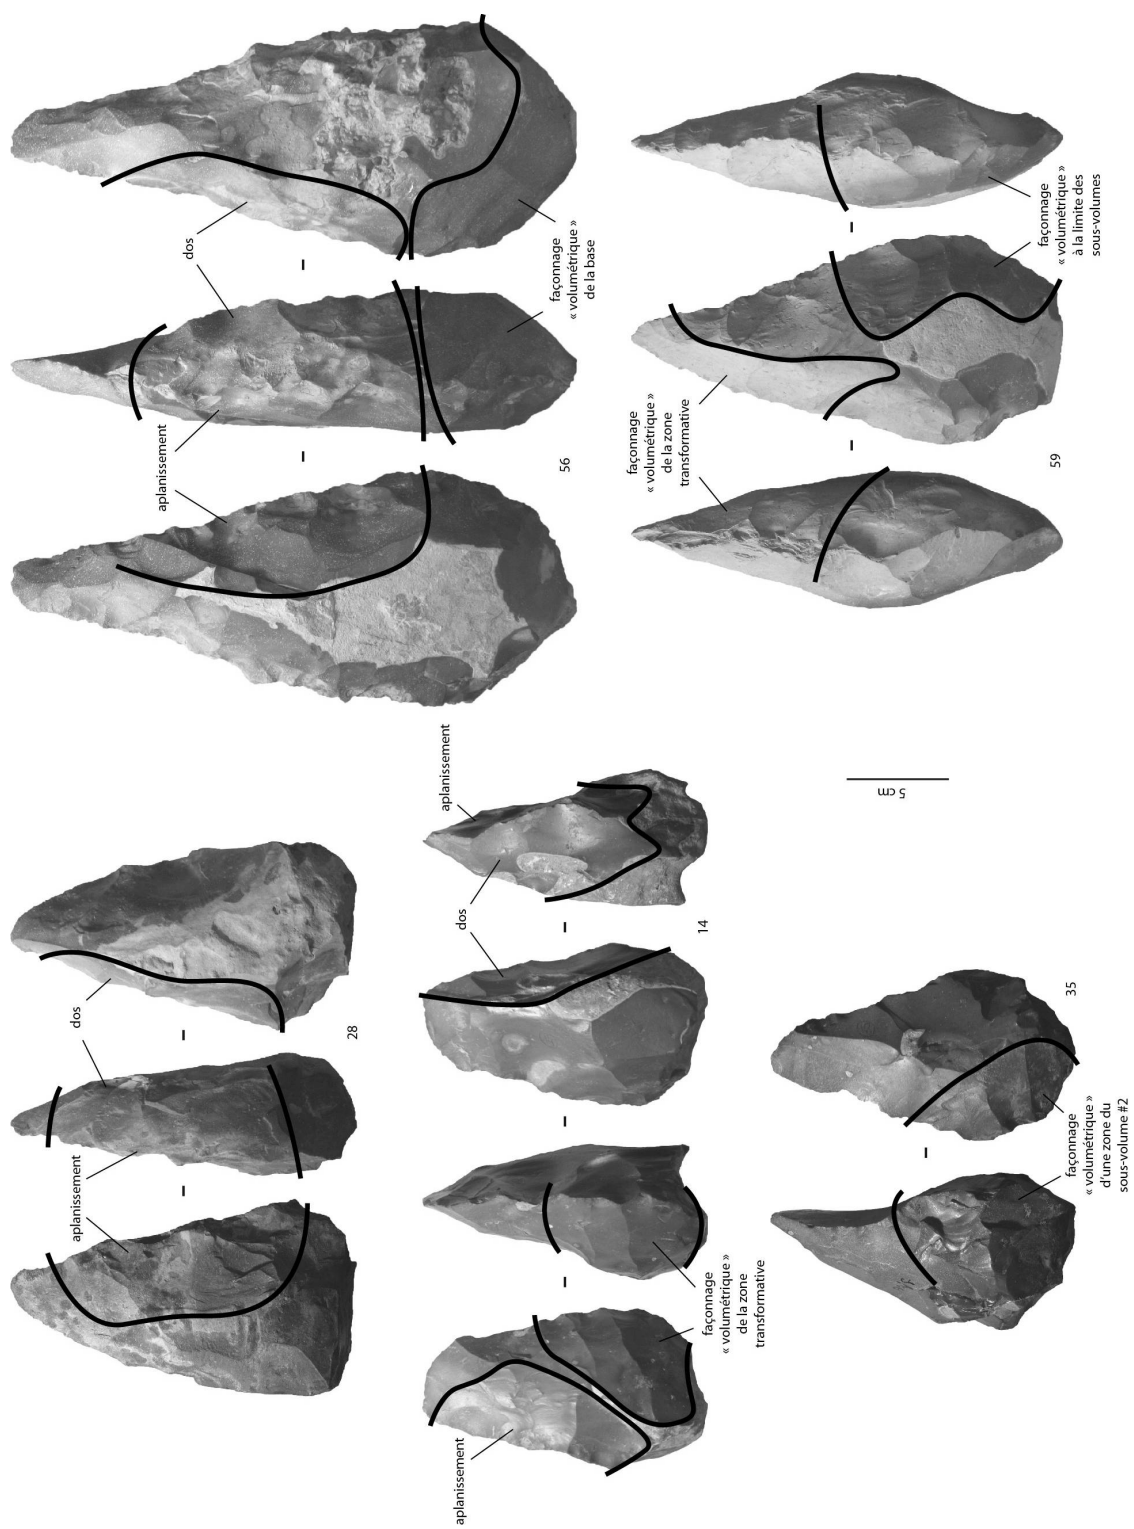 dos
aplanissement
façonnage
« volumétrique »
de la base
56
façonnage
« volumétrique »
de la zone
transformative
façonnage
« volumétrique »
à la limite des
sous-volumes
59
dos
aplanissement
28
aplanissement
dos
14
aplanissement
façonnage
« volumétrique »
de la zone
transformative
5 cm
35
façonnage
« volumétrique »
d'une zone du
sous-volume #2